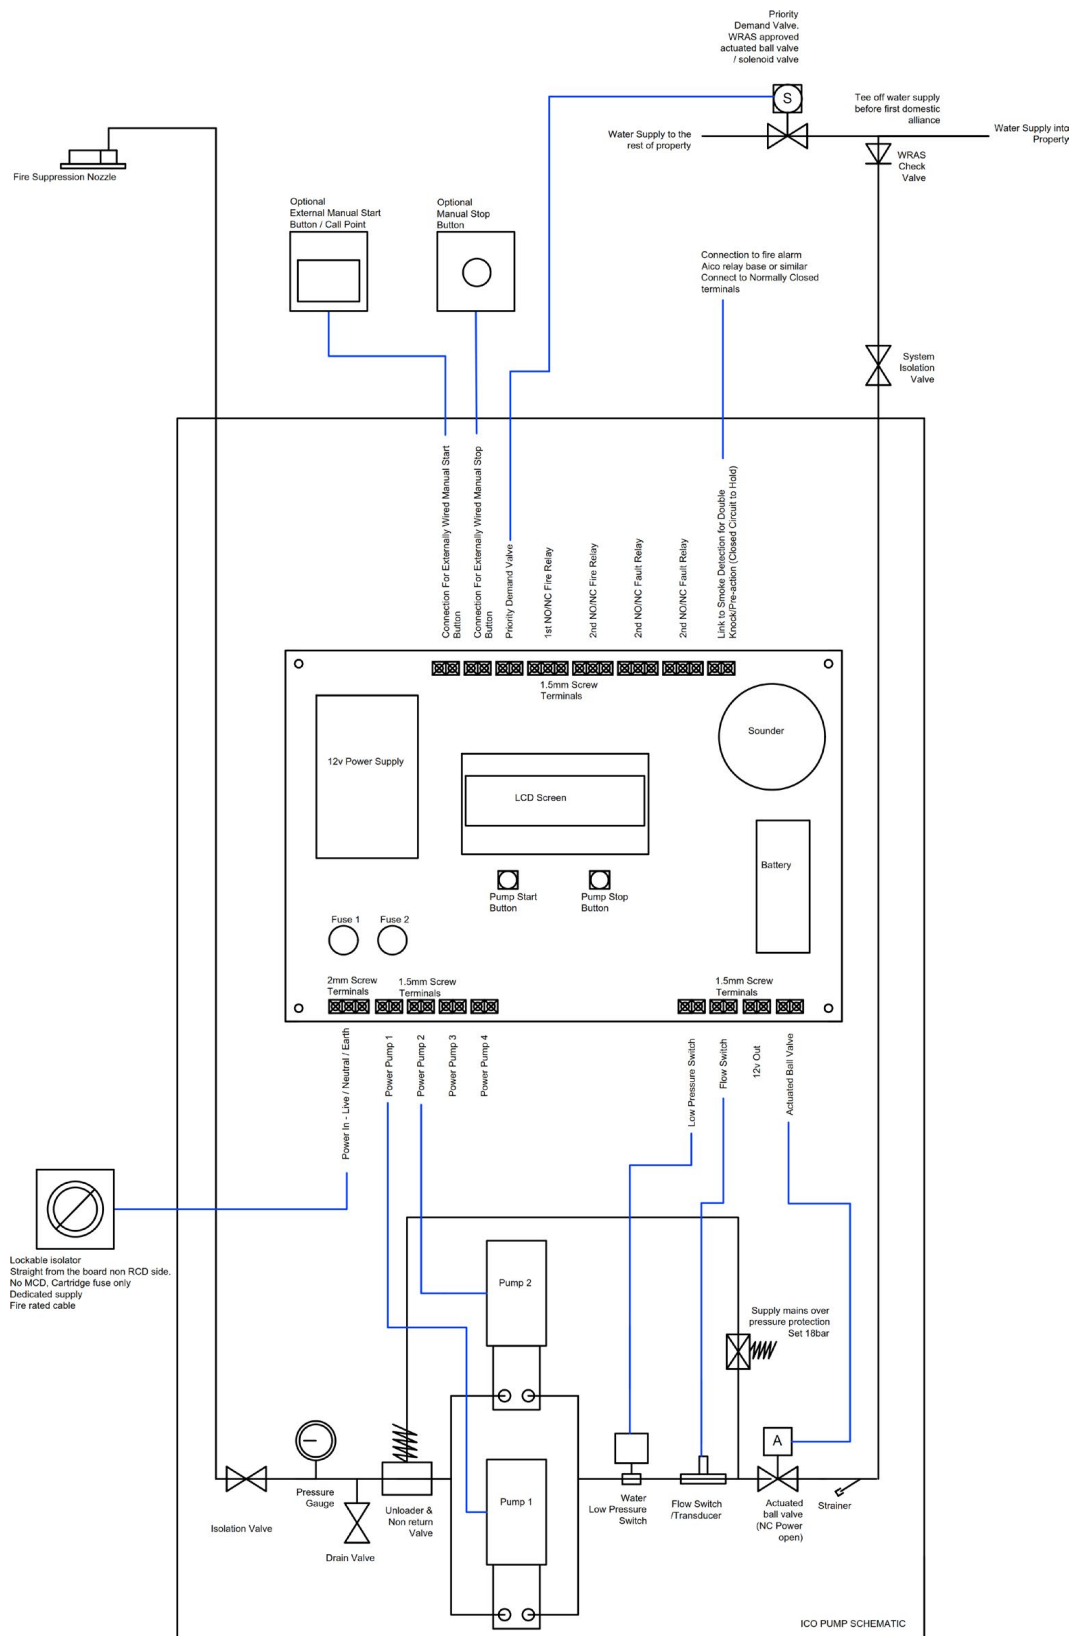 Priority
Demand Valve.
WRAS approved
actuated ball valve
/ solenoid valve
S
Tee off water supply
before first domestic
alliance
Water Supply to the
rest of property
Water Supply into
Property
WRAS
Check
Valve
Fire Suppression Nozzle
Optional
External Manual Start
Button / Call Point
Optional
Manual Stop
Button
Connection to fire alarm
Aico relay base or similar
Connect to Normally Closed
terminals
System
Isolation
Valve
Connection For Externally Wired Manual Start
Button
Connection For Externally Wired Manual Stop
Button
Priority Demand Valve
1st NO/NC Fire Relay
2nd NO/NC Fire Relay
2nd NO/NC Fault Relay
2nd NO/NC Fault Relay
Link to Smoke Detection for Double
Knock/Pre-action (Closed Circuit to Hold)
1.5mm Screw
Terminals
12v Power Supply
LCD Screen
Sounder
Battery
Pump Start
Button
Pump Stop
Button
Fuse 1
Fuse 2
2mm Screw
Terminals
1.5mm Screw
Terminals
1.5mm Screw
Terminals
Power In - Live / Neutral / Earth
Power Pump 1
Power Pump 2
Power Pump 3
Power Pump 4
Low Pressure Switch
Flow Switch
12v Out
Actuated Ball Valve
Lockable isolator
Straight from the board non RCD side.
No MCD, Cartridge fuse only
Dedicated supply
Fire rated cable
Pump 2
Supply mains over
pressure protection
Set 18bar
A
Pump 1
Pressure
Gauge
Isolation Valve
Drain Valve
Unloader &
Non return
Valve
Water
Low Pressure
Switch
Flow Switch
/Transducer
Actuated
ball valve
(NC Power
open)
Strainer
ICO PUMP SCHEMATIC